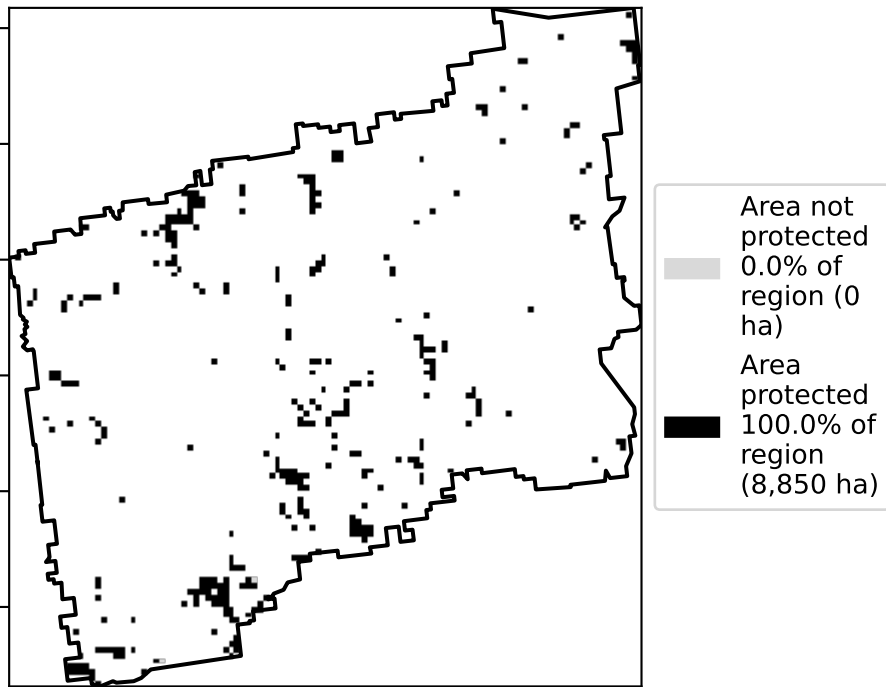 Area not
protected
0.0% of
region (0
ha)
Area
protected
100.0% of
region
(8,850 ha)